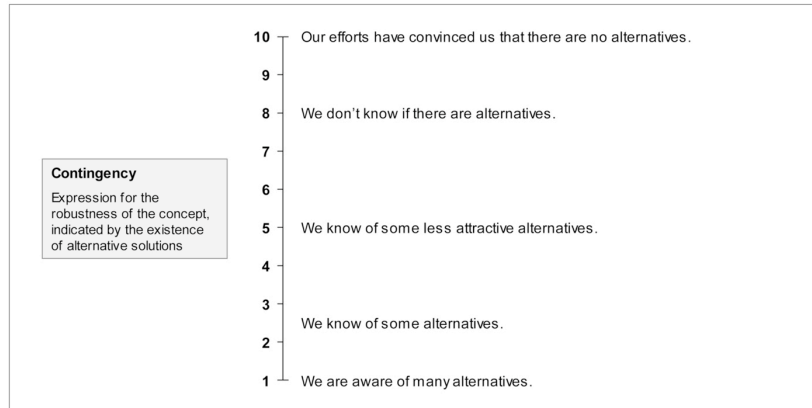 10 Our efforts have convinced us that there are no alternatives.
9
8 We don't know if there are alternatives.
7
Contingency
Expression for the
robustness of the concept,
indicated by the existence
of alternative solutions
6
5 We know of some less attractive alternatives.
4
3
We know of some alternatives.
2
1 We are aware of many alternatives.